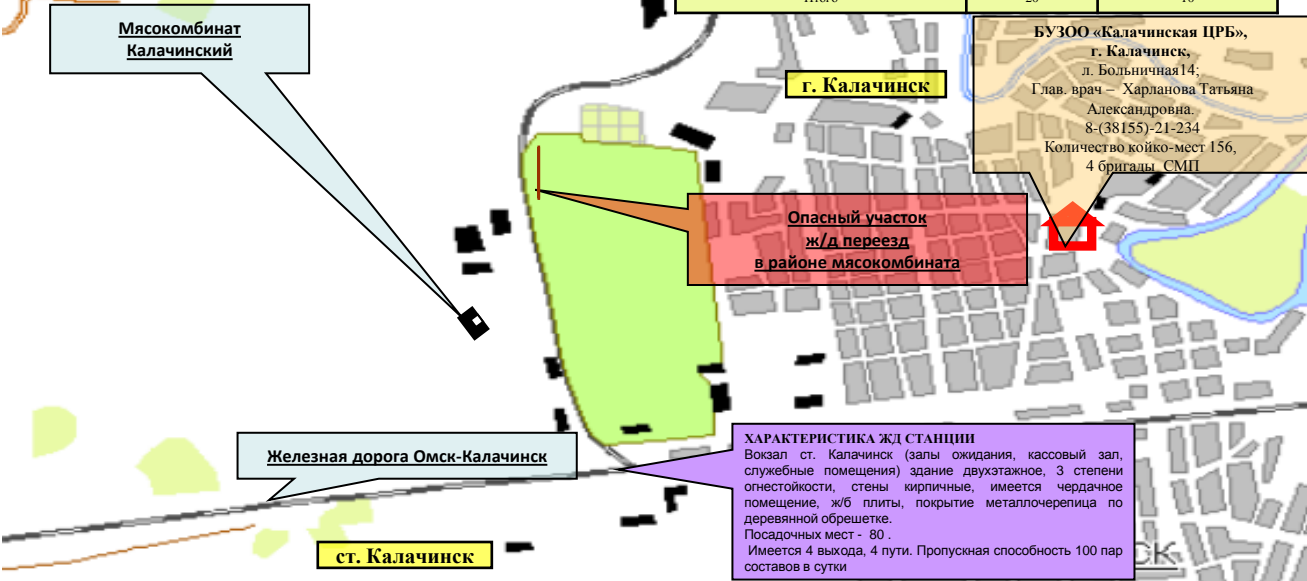 Итого 20 10
Мясокомбинат
Калачинский
г. Калачинск
БУЗОО «Калачинская ЦРБ»,
г. Калачинск,
л. Больничная14;
Глав. врач – Харланова Татьяна
Александровна.
8-(38155)-21-234
Количество койко-мест 156,
4 бригады СМП
Опасный участок
ж/д переезд
в районе мясокомбината
Железная дорога Омск-Калачинск
ХАРАКТЕРИСТИКА ЖД СТАНЦИИ
Вокзал ст. Калачинск (залы ожидания, кассовый зал,
служебные помещения) здание двухэтажное, 3 степени
огнестойкости, стены кирпичные, имеется чердачное
помещение, ж/б плиты, покрытие металлочерепица по
деревянной обрешетке.
Посадочных мест - 80 .
Имеется 4 выхода, 4 пути. Пропускная способность 100 пар
составов в сутки
ск
ст. Калачинск